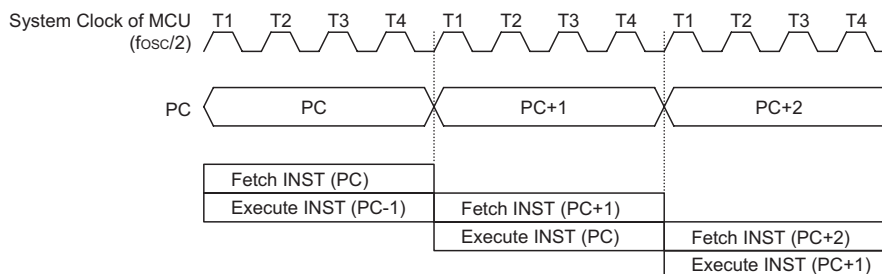 System Clock of MCU
(fosc/2)
T1 T2 T3 T4 T1 T2 T3 T4 T1 T2 T3 T4
PC
PC PC+1 PC+2
Fetch INST (PC)
Execute INST (PC-1) Fetch INST (PC+1)
Execute INST (PC) Fetch INST (PC+2)
Execute INST (PC+1)